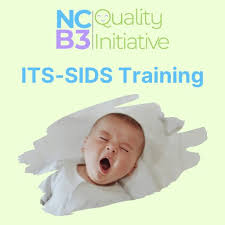 NC Quality
B3 Initiative
ITS-SIDS Training